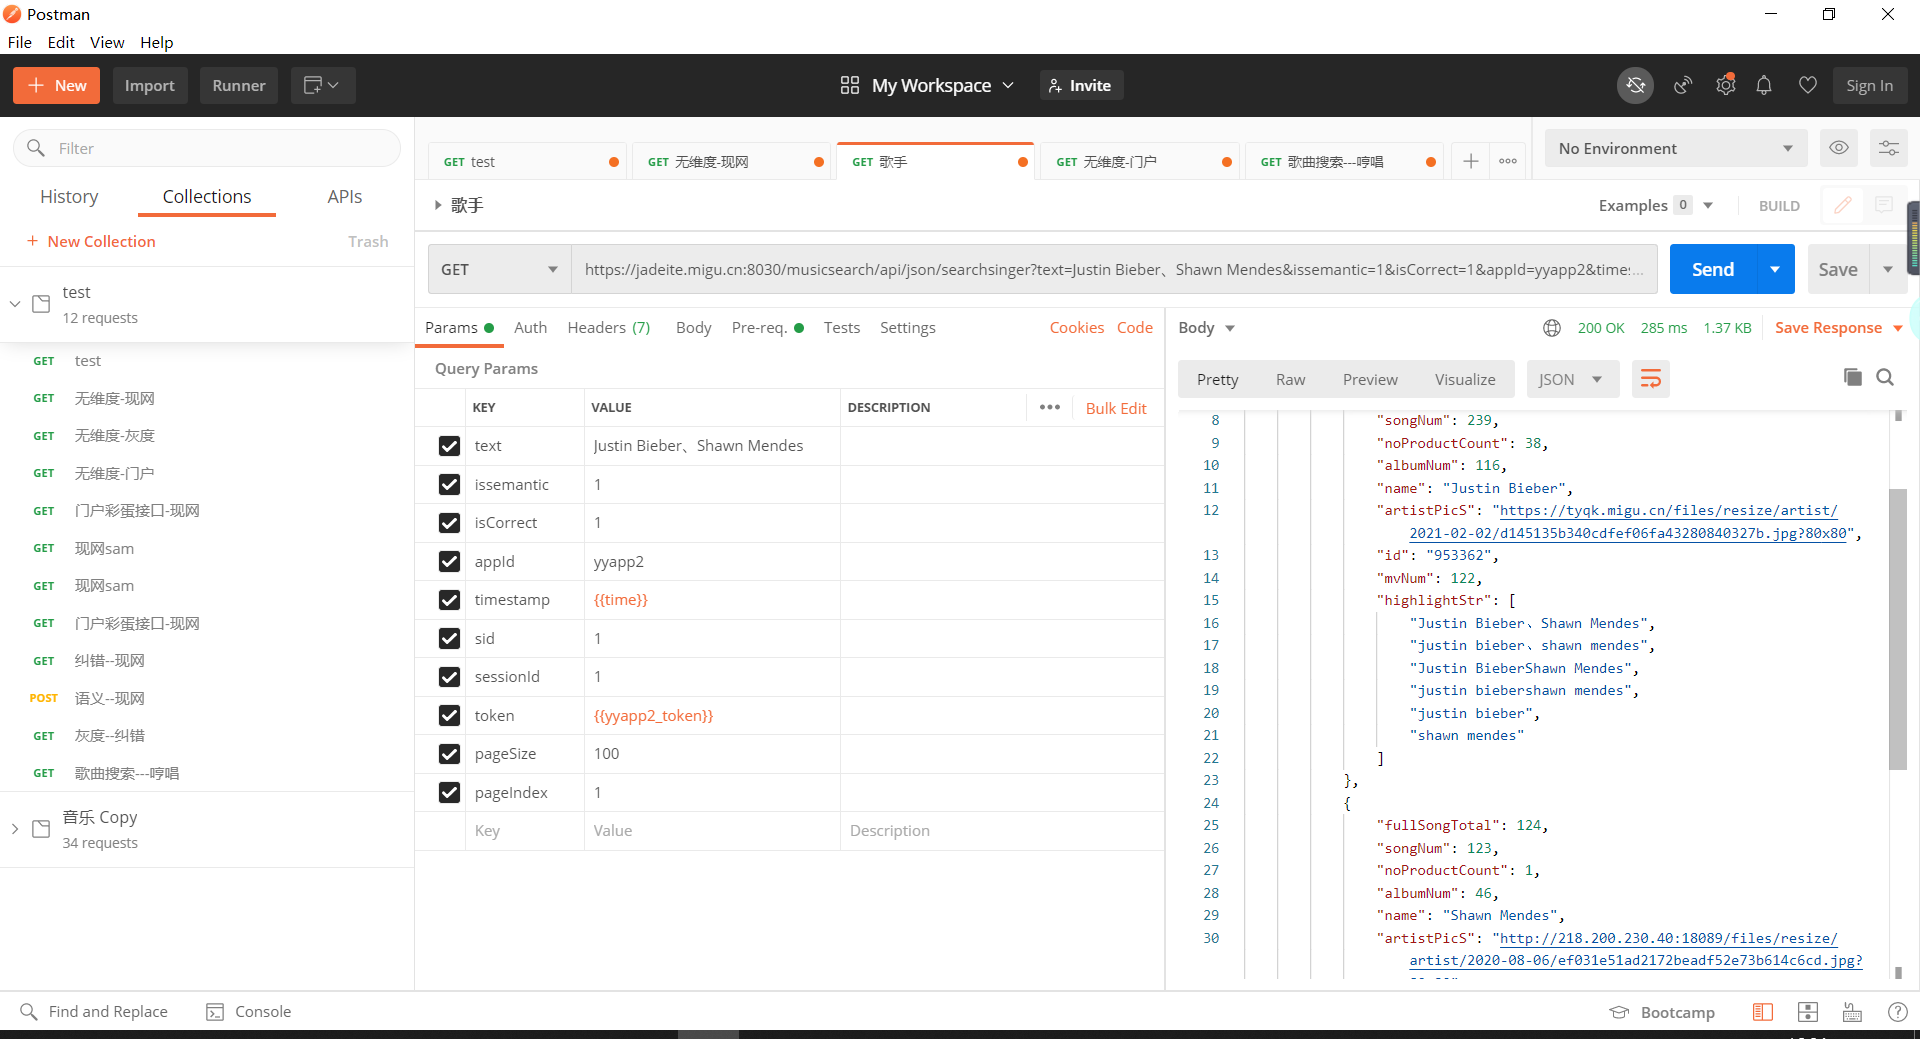 Postman
File Edit View Help
New Import Runner My Workspace Invite Sign In
Filter
History Collections APIs
New Collection Trash
test
12 requests
GET test
GET 无维度-现网
GET 无维度-灰度
GET 无维度-门户
GET 门户彩蛋接口-现网
GET 现网sam
GET 现网sam
GET 门户彩蛋接口-现网
GET 纠错--现网
POST 语义--现网
GET 灰度--纠错
GET 歌曲搜索---哼唱
音乐 Copy
34 requests
GET test GET 无维度-现网 GET 歌手 GET 无维度-门户 GET 歌曲搜索---哼唱
No Environment
歌手
Examples 0 BUILD
GET https://jadeite.migu.cn:8030/musicsearch/api/json/searchsinger?text=Justin Bieber、Shawn Mendes&issemantic=1&isCorrect=1&appId=yyapp2&time:... Send Save
Params Auth Headers (7) Body Pre-req. Tests Settings Cookies Code
Query Params
KEY VALUE DESCRIPTION ••• Bulk Edit
text Justin Bieber、Shawn Mendes
issemantic 1
isCorrect 1
appId yyapp2
timestamp {{time}}
sid 1
sessionId 1
token {{yyapp2_token}}
pageSize 100
pageIndex 1
Key Value Description
Body 200 OK 285 ms 1.37 KB Save Response
Pretty Raw Preview Visualize JSON
8 "songNum": 239,
9 "noProductCount": 38,
10 "albumNum": 116,
11 "name": "Justin Bieber",
12 "artistPicS": "https://tyqk.migu.cn/files/resize/artist/
2021-02-02/d145135b340cdfef06fa43280840327b.jpg?80x80",
13 "id": "953362",
14 "mvNum": 122,
15 "highlightStr": [
16 "Justin Bieber、Shawn Mendes",
17 "justin bieber、shawn mendes",
18 "Justin BieberShawn Mendes",
19 "justin biebershawn mendes",
20 "justin bieber",
21 "shawn mendes"
22 ]
23 },
24 {
25 "fullSongTotal": 124,
26 "songNum": 123,
27 "noProductCount": 1,
28 "albumNum": 46,
29 "name": "Shawn Mendes",
30 "artistPicS": "http://218.200.230.40:18089/files/resize/
artist/2020-08-06/ef031e51ad2172beadf52e73b614c6cd.jpg?
Find and Replace Console Bootcamp